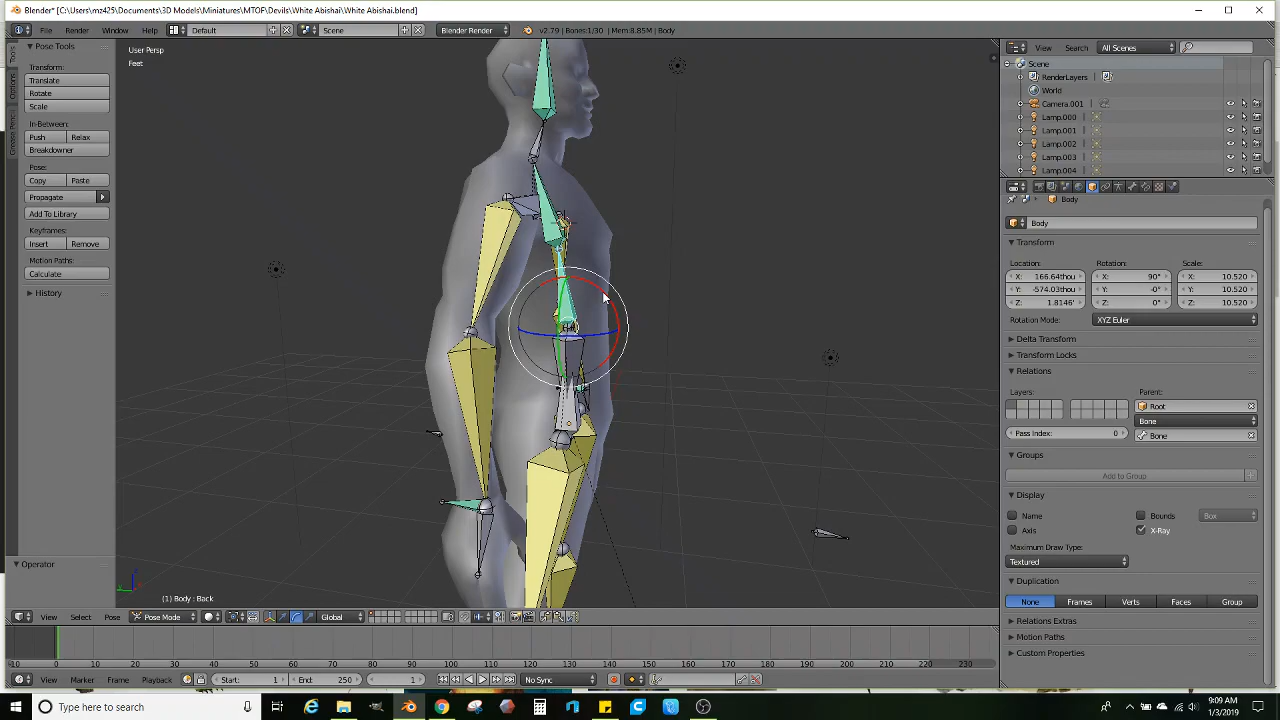 Blender* [C:\Users\mz425\Documents\3D Models\Miniatures\MTOF\Devils\White Abishai\White Abishai.blend]
File Render Window Help Default Scene Blender Render v2.79 | Bones:1/30 | Mem:8.85M | Body
Tools
Options
Grease Pencil
Pose Tools
Transform:
Translate
Rotate
Scale
In-Between:
Push Relax
Breakdowner
Pose:
Copy Paste
Propagate
Add To Library
Keyframes:
Insert Remove
Motion Paths:
Calculate
History
Operator
User Persp
Feet
(1) Body : Back
View Select Pose Pose Mode Global
View Search All Scenes
Scene
RenderLayers
World
Camera.001
Lamp.000
Lamp.001
Lamp.002
Lamp.003
Lamp.004
Body
Body
Transform
Location: Rotation: Scale:
X: 166.64thou X: 90° X: 10.520
Y: -574.03thou Y: -0° Y: 10.520
Z: 1.8146' Z: 0° Z: 10.520
Rotation Mode: XYZ Euler
Delta Transform
Transform Locks
Relations
Layers: Parent:
Root
Bone
Pass Index: 0 Bone
Groups
Add to Group
Display
Name Bounds Box
Axis X-Ray
Maximum Draw Type:
Textured
Duplication
None Frames Verts Faces Group
Relations Extras
Motion Paths
Custom Properties
-10 0 10 20 30 40 50 60 70 80 90 100 110 120 130 140 150 160 170 180 190 200 210 220 230
View Marker Frame Playback Start: 1 End: 250 1 No Sync
Type here to search
9:09 AM
1/3/2019